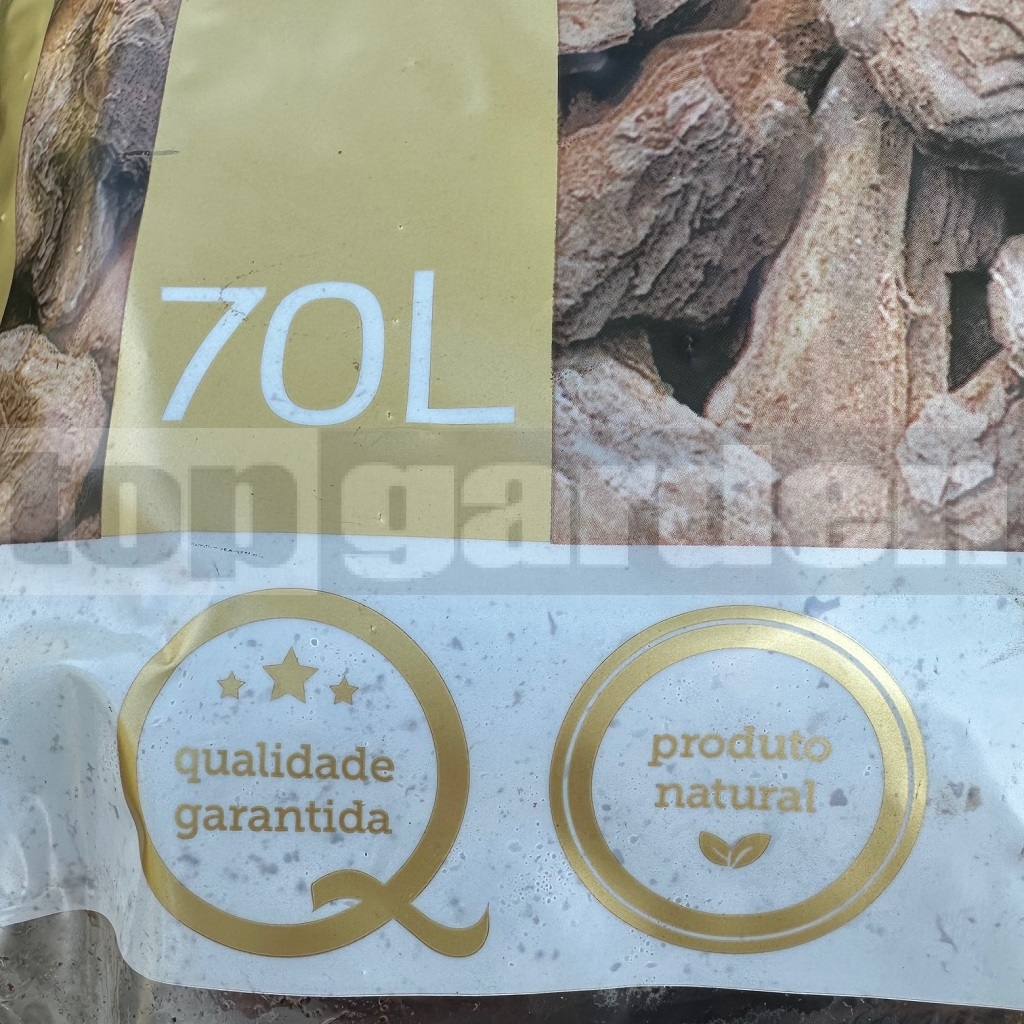 70L
topgarden
qualidade
garantida
produto
natural